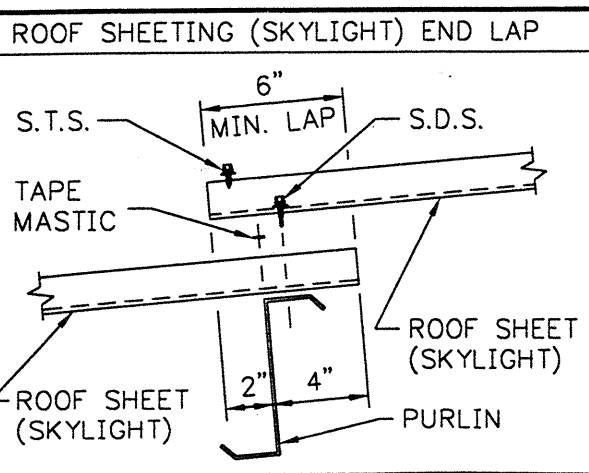 ROOF SHEETING (SKYLIGHT) END LAP
6"
MIN. LAP
S.T.S.
S.D.S.
TAPE
MASTIC
ROOF SHEET
(SKYLIGHT)
2"
4"
ROOF SHEET
(SKYLIGHT)
PURLIN